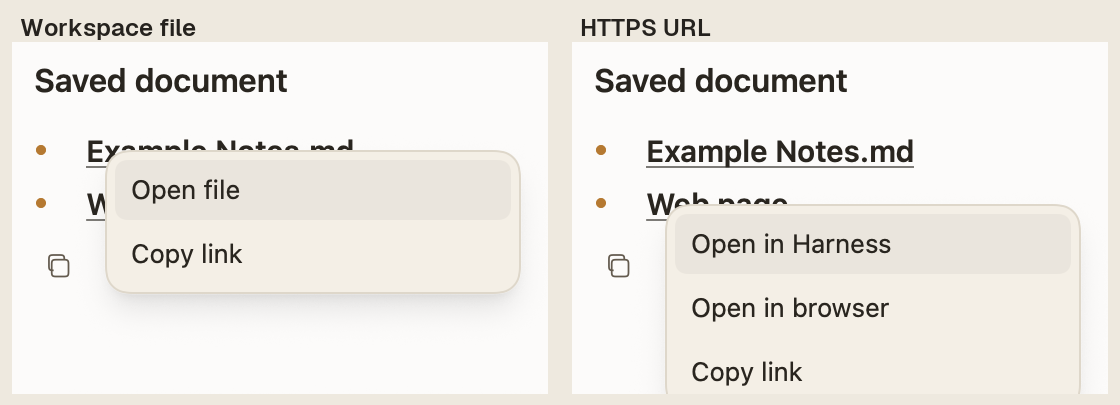 Workspace file
Saved document
Example Notes.md
Open file
Copy link
HTTPS URL
Saved document
Example Notes.md
Web page
Open in Harness
Open in browser
Copy link